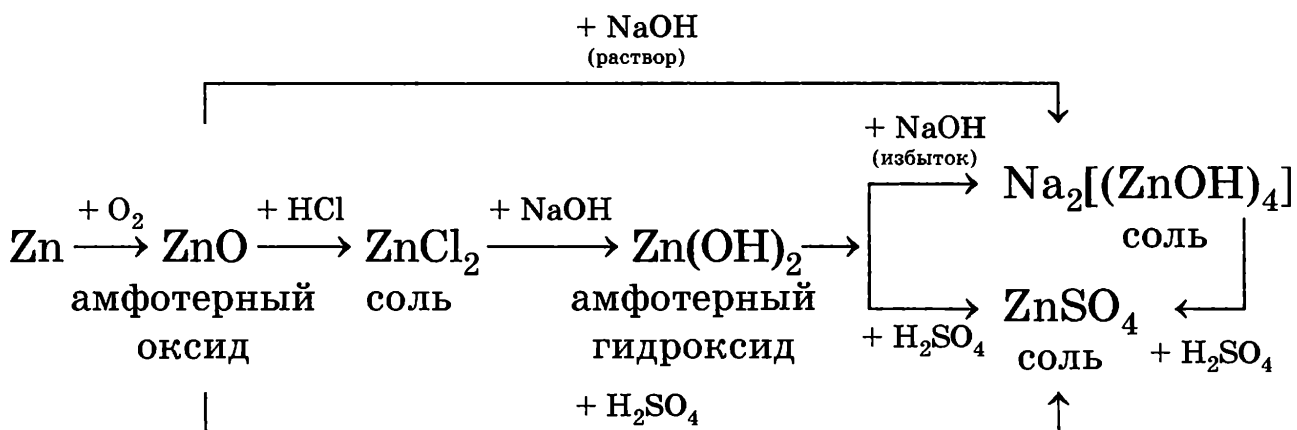 + NaOH
(раствор)
+ NaOH
(избыток)
Na₂[(ZnOH)₄]
соль
+ O₂ + HCl + NaOH
Zn ⟶ ZnO ⟶ ZnCl₂ ⟶ Zn(OH)₂ ⟶
амфотерный соль амфотерный
оксид гидроксид
ZnSO₄
+ H₂SO₄ соль + H₂SO₄
+ H₂SO₄